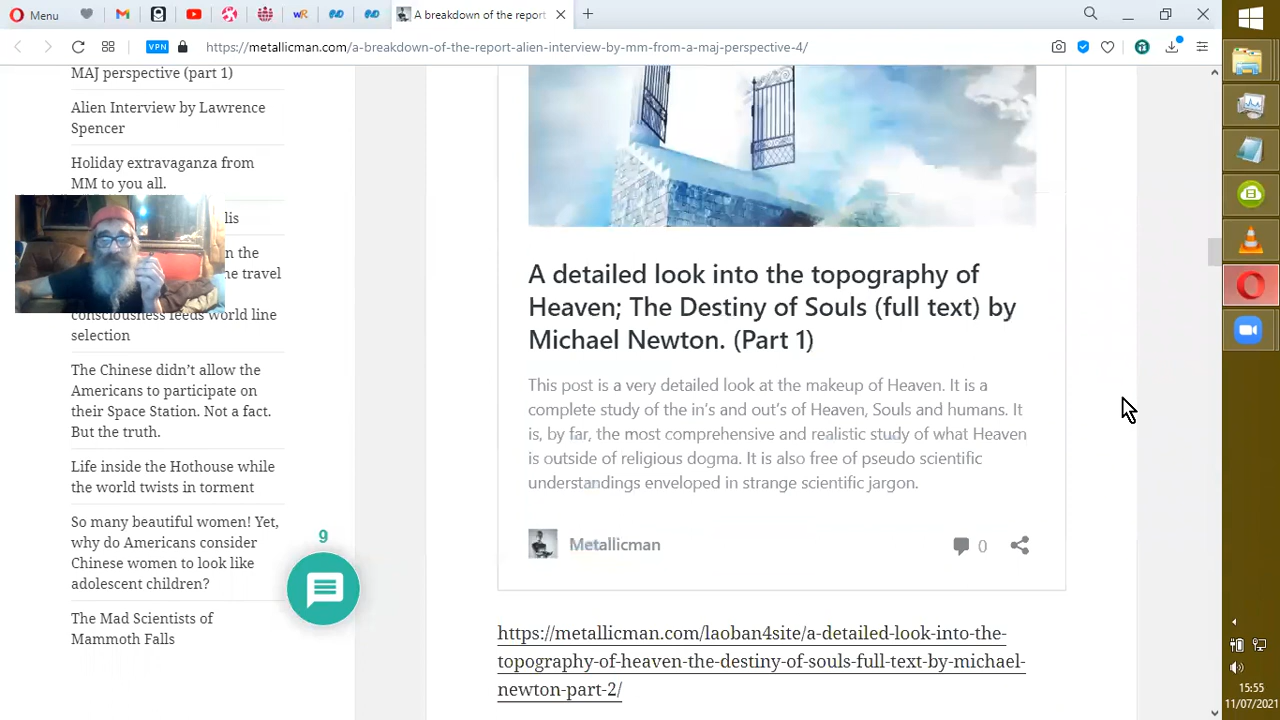 Menu
wR
A breakdown of the report
VPN
https://metallicman.com/a-breakdown-of-the-report-alien-interview-by-mm-from-a-maj-perspective-4/
MAJ perspective (part 1)
Alien Interview by Lawrence
Spencer
Holiday extravaganza from
MM to you all.
lis
n the
ne travel
consciousness feeds world line
selection
The Chinese didn’t allow the
Americans to participate on
their Space Station. Not a fact.
But the truth.
Life inside the Hothouse while
the world twists in torment
So many beautiful women! Yet,
why do Americans consider
Chinese women to look like
adolescent children?
The Mad Scientists of
Mammoth Falls
9
A detailed look into the topography of
Heaven; The Destiny of Souls (full text) by
Michael Newton. (Part 1)
This post is a very detailed look at the makeup of Heaven. It is a
complete study of the in’s and out’s of Heaven, Souls and humans. It
is, by far, the most comprehensive and realistic study of what Heaven
is outside of religious dogma. It is also free of pseudo scientific
understandings enveloped in strange scientific jargon.
Metallicman
0
https://metallicman.com/laoban4site/a-detailed-look-into-the-
topography-of-heaven-the-destiny-of-souls-full-text-by-michael-
newton-part-2/
15:55
11/07/2021